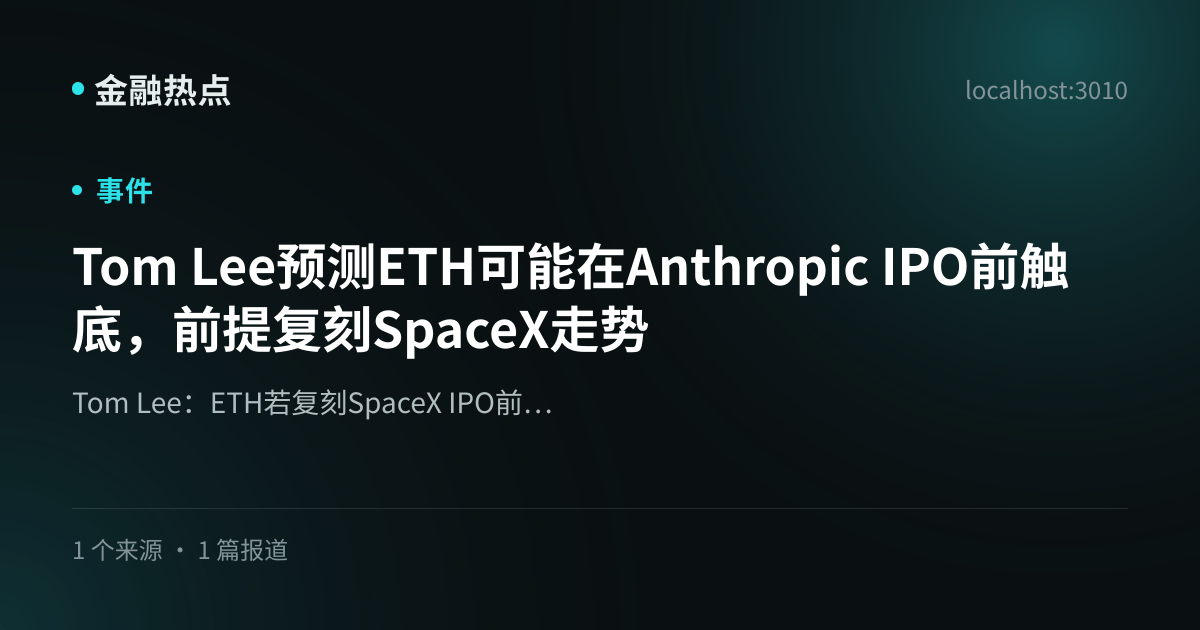 金融热点
localhost:3010
事件
Tom Lee预测ETH可能在Anthropic IPO前触
底，前提复刻SpaceX走势
Tom Lee：ETH若复刻SpaceX IPO前…
1 个来源 · 1 篇报道